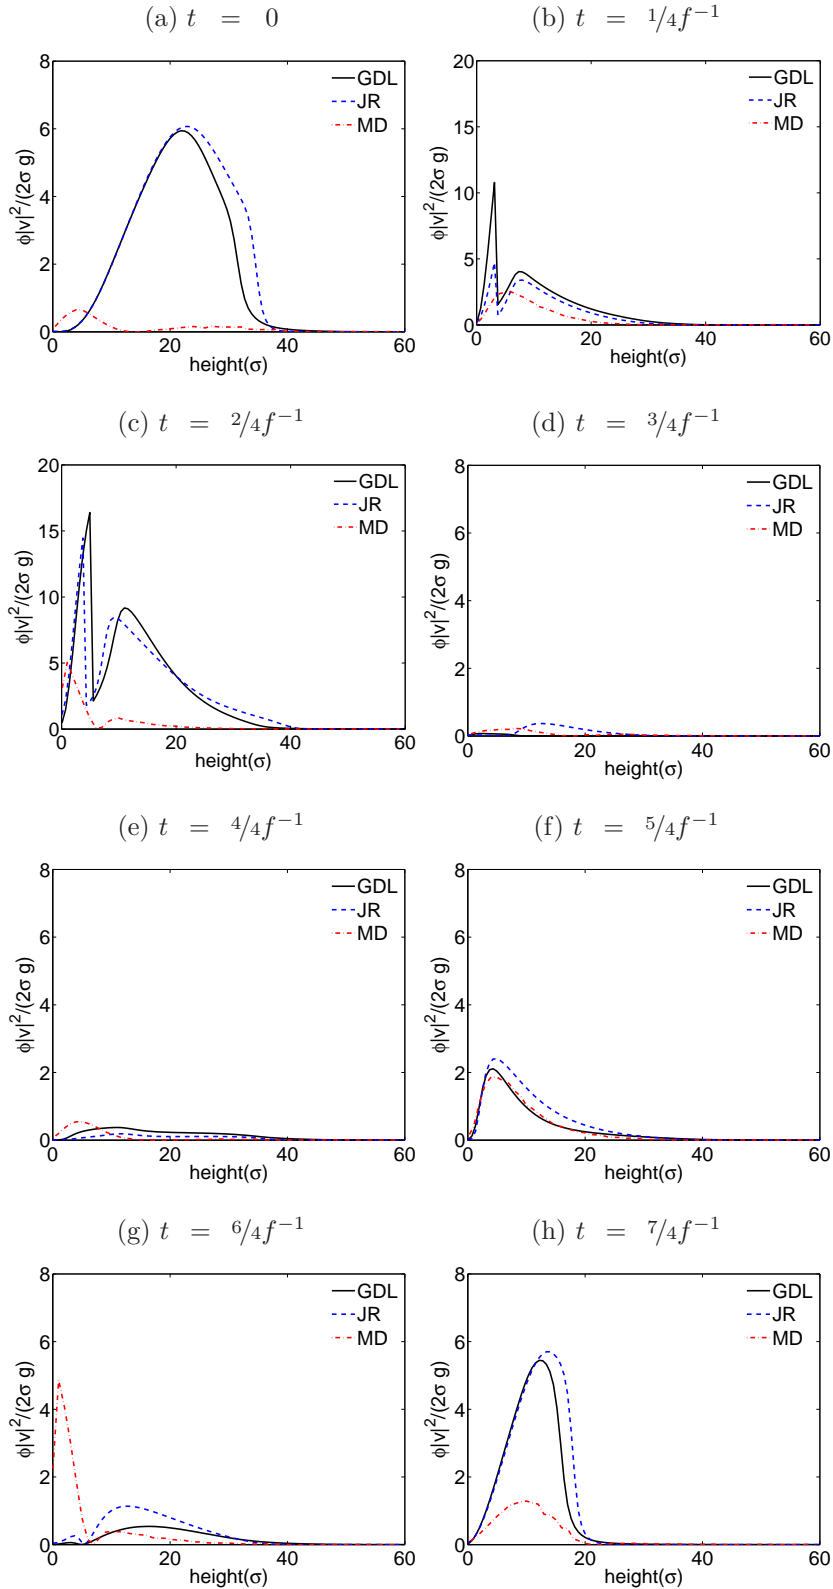 (a) t = 0
8
6
4
2
0
0 20 40 60
ϕ|v|²/(2σ g)
height(σ)
GDL
JR
MD
(b) t = 1/4f⁻¹
20
15
10
5
0
0 20 40 60
ϕ|v|²/(2σ g)
height(σ)
GDL
JR
MD
(c) t = 2/4f⁻¹
20
15
10
5
0
0 20 40 60
ϕ|v|²/(2σ g)
height(σ)
GDL
JR
MD
(d) t = 3/4f⁻¹
8
6
4
2
0
0 20 40 60
ϕ|v|²/(2σ g)
height(σ)
GDL
JR
MD
(e) t = 4/4f⁻¹
8
6
4
2
0
0 20 40 60
ϕ|v|²/(2σ g)
height(σ)
GDL
JR
MD
(f) t = 5/4f⁻¹
8
6
4
2
0
0 20 40 60
ϕ|v|²/(2σ g)
height(σ)
GDL
JR
MD
(g) t = 6/4f⁻¹
8
6
4
2
0
0 20 40 60
ϕ|v|²/(2σ g)
height(σ)
GDL
JR
MD
(h) t = 7/4f⁻¹
8
6
4
2
0
0 20 40 60
ϕ|v|²/(2σ g)
height(σ)
GDL
JR
MD